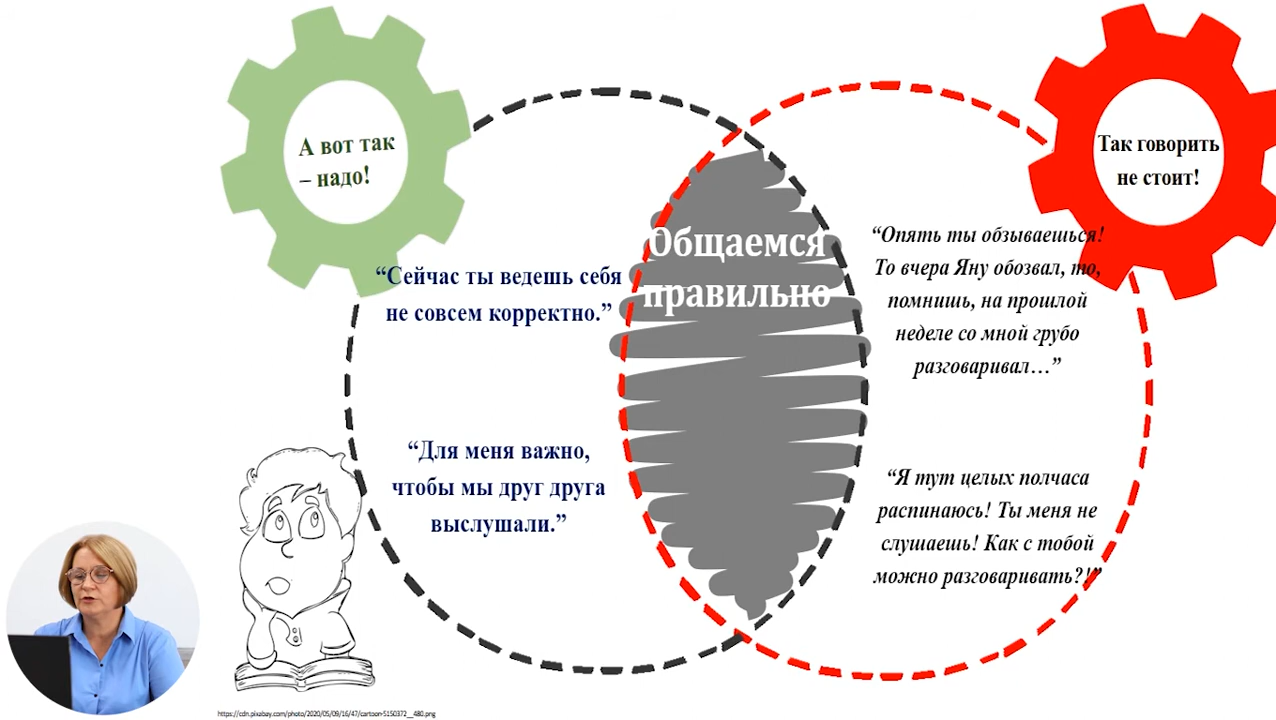 А вот так
– надо!
Так говорить
не стоит!
Общаемся
правильно
“Сейчас ты ведешь себя
не совсем корректно.”
“Для меня важно,
чтобы мы друг друга
выслушали.”
“Опять ты обзываешься!
То вчера Яну обозвал, то,
помнишь, на прошлой
неделе со мной грубо
разговаривал…”
“Я тут целых полчаса
распинаюсь! Ты меня не
слушаешь! Как с тобой
можно разговаривать?!”
https://cdn.pixabay.com/photo/2020/05/09/16/47/cartoon-5150372__480.png